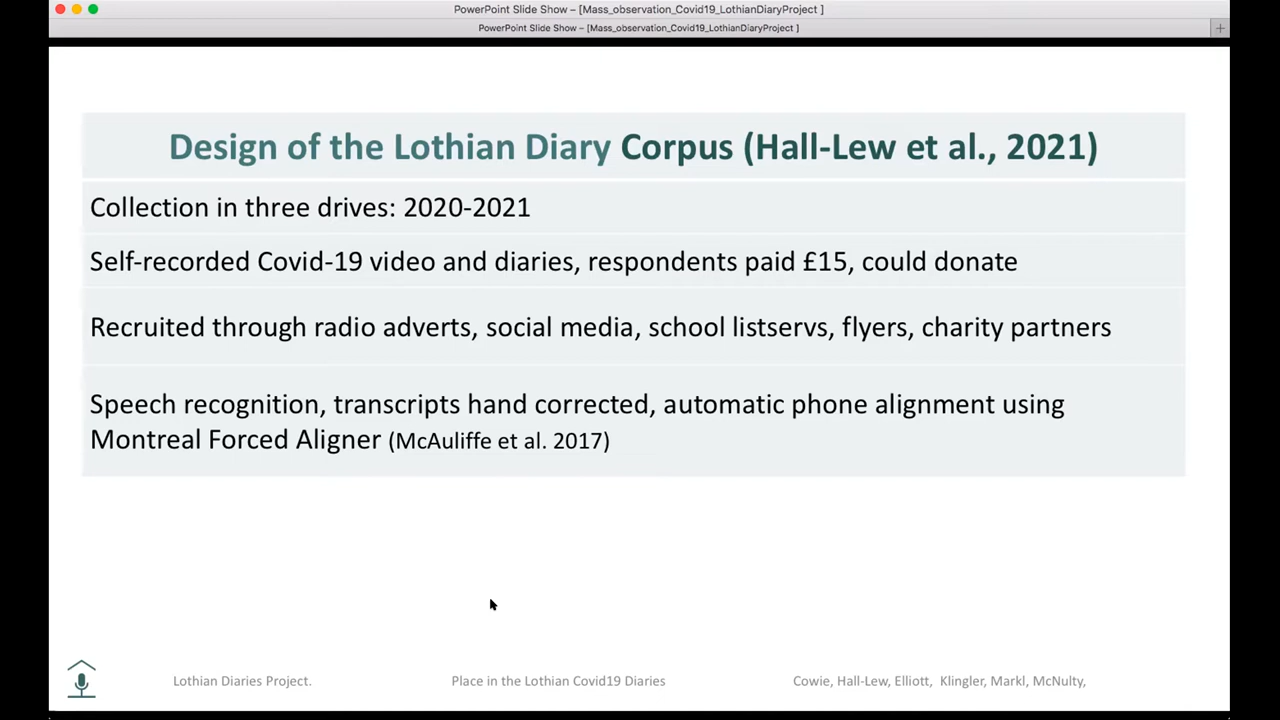 PowerPoint Slide Show – [Mass_observation_Covid19_LothianDiaryProject ]
PowerPoint Slide Show – [Mass_observation_Covid19_LothianDiaryProject ]
Design of the Lothian Diary Corpus (Hall-Lew et al., 2021)
Collection in three drives: 2020-2021
Self-recorded Covid-19 video and diaries, respondents paid £15, could donate
Recruited through radio adverts, social media, school listservs, flyers, charity partners
Speech recognition, transcripts hand corrected, automatic phone alignment using
Montreal Forced Aligner (McAuliffe et al. 2017)
Lothian Diaries Project. Place in the Lothian Covid19 Diaries Cowie, Hall-Lew, Elliott, Klingler, Markl, McNulty,